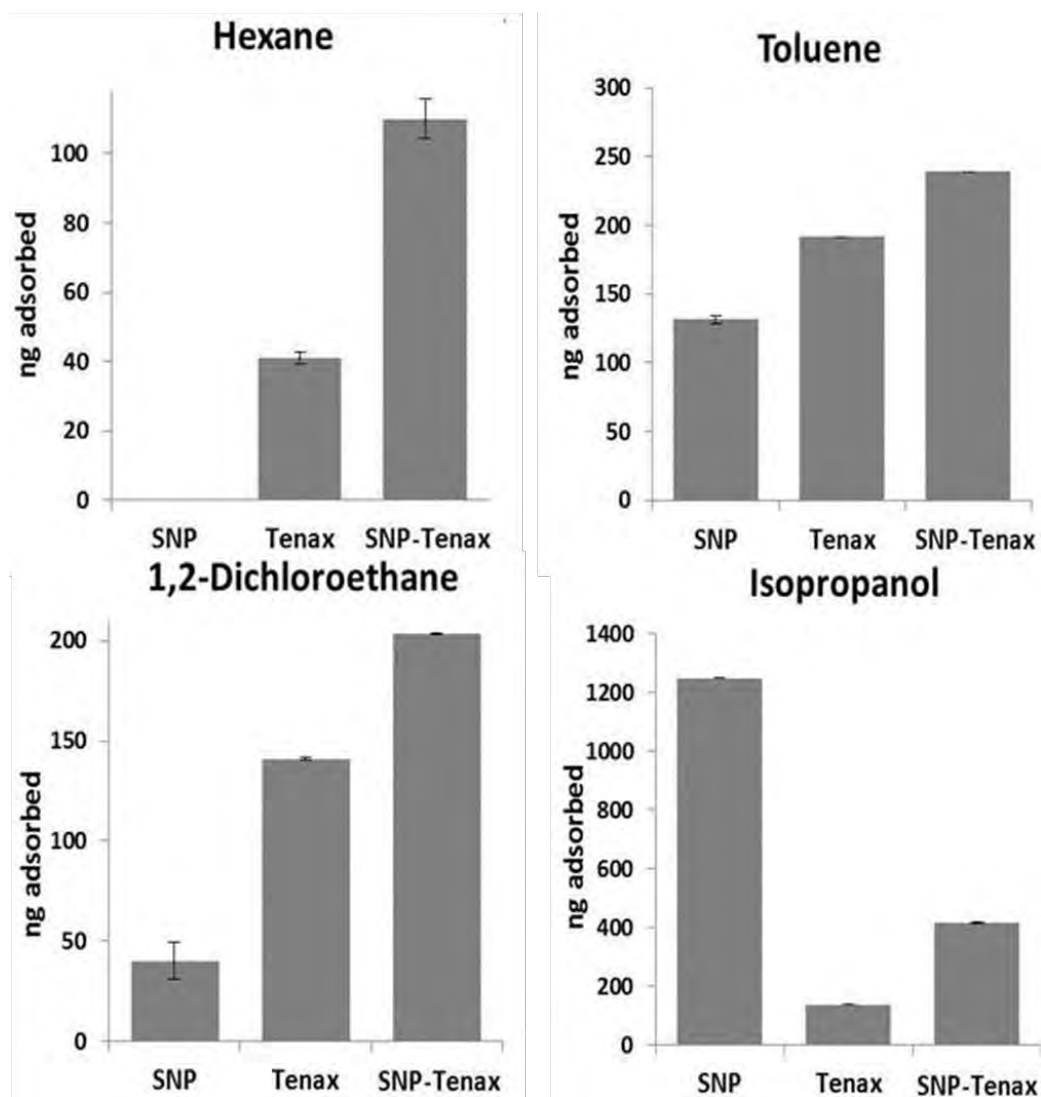 Hexane
ng adsorbed
100
80
60
40
20
0
SNP Tenax SNP-Tenax
Toluene
ng adsorbed
300
250
200
150
100
50
0
SNP Tenax SNP-Tenax
1,2-Dichloroethane
ng adsorbed
200
150
100
50
0
SNP Tenax SNP-Tenax
Isopropanol
ng adsorbed
1400
1200
1000
800
600
400
200
0
SNP Tenax SNP-Tenax